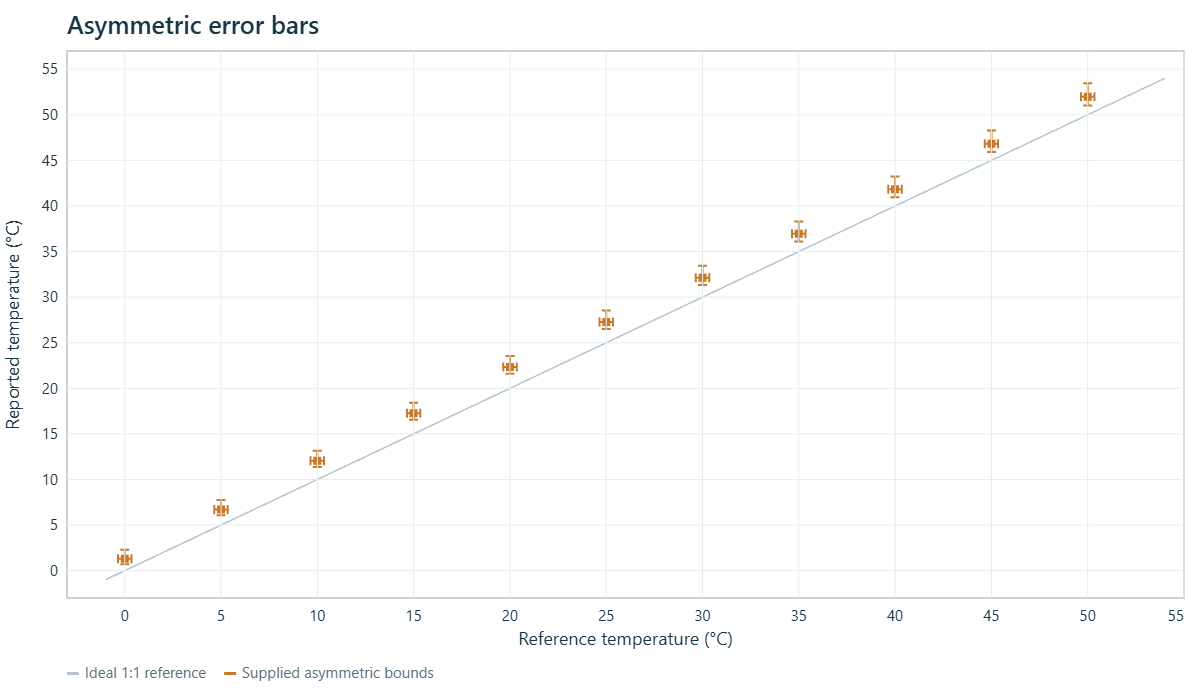 Asymmetric error bars
55
50
45
40
35
30
25
20
15
10
5
0
Reported temperature (°C)
0 5 10 15 20 25 30 35 40 45 50 55
Reference temperature (°C)
Ideal 1:1 reference Supplied asymmetric bounds